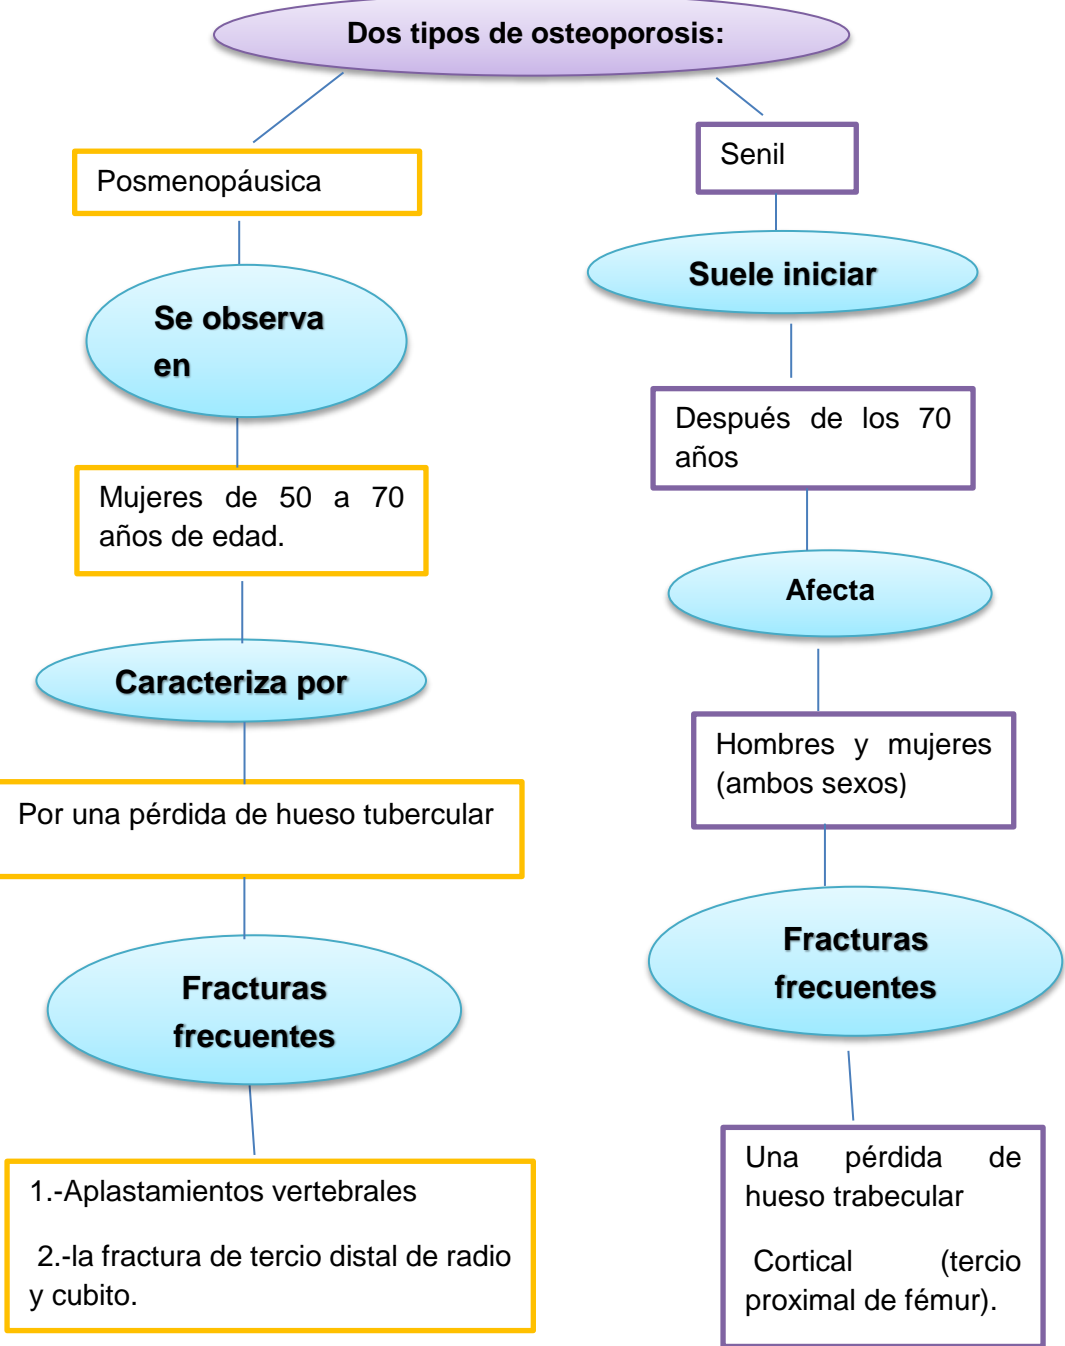 Dos tipos de osteoporosis:
Posmenopáusica
Se observa
en
Mujeres de 50 a 70
años de edad.
Caracteriza por
Por una pérdida de hueso tubercular
Fracturas
frecuentes
1.-Aplastamientos vertebrales
2.-la fractura de tercio distal de radio
y cubito.
Senil
Suele iniciar
Después de los 70
años
Afecta
Hombres y mujeres
(ambos sexos)
Fracturas
frecuentes
Una pérdida de
hueso trabecular
Cortical (tercio
proximal de fémur).